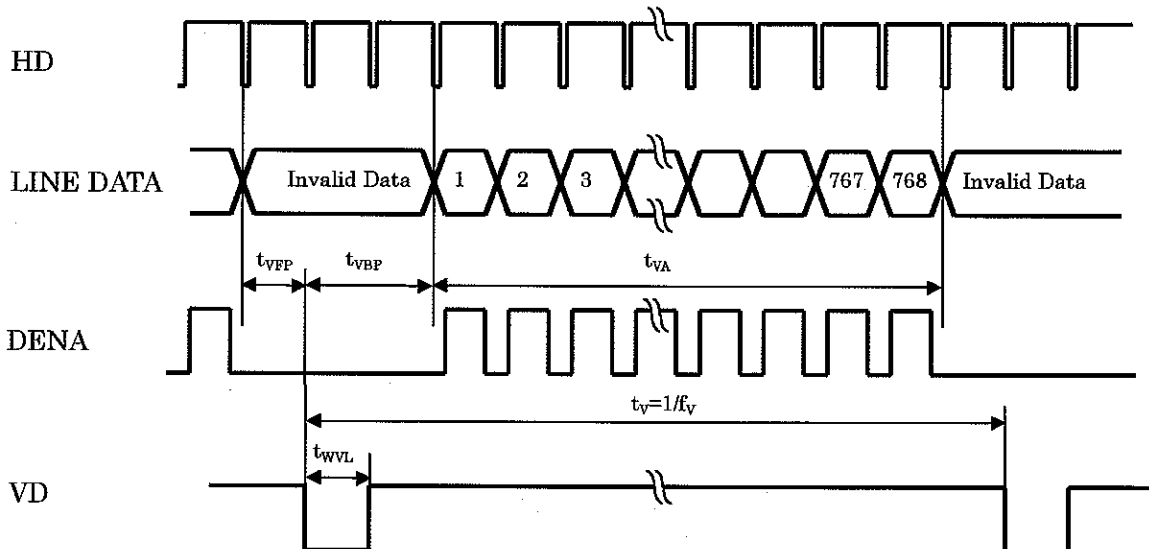 HD
LINE DATA
Invalid Data 1 2 3 767 768 Invalid Data
tVFP tVBP tVA
DENA
tV=1/fV
tWVL
VD